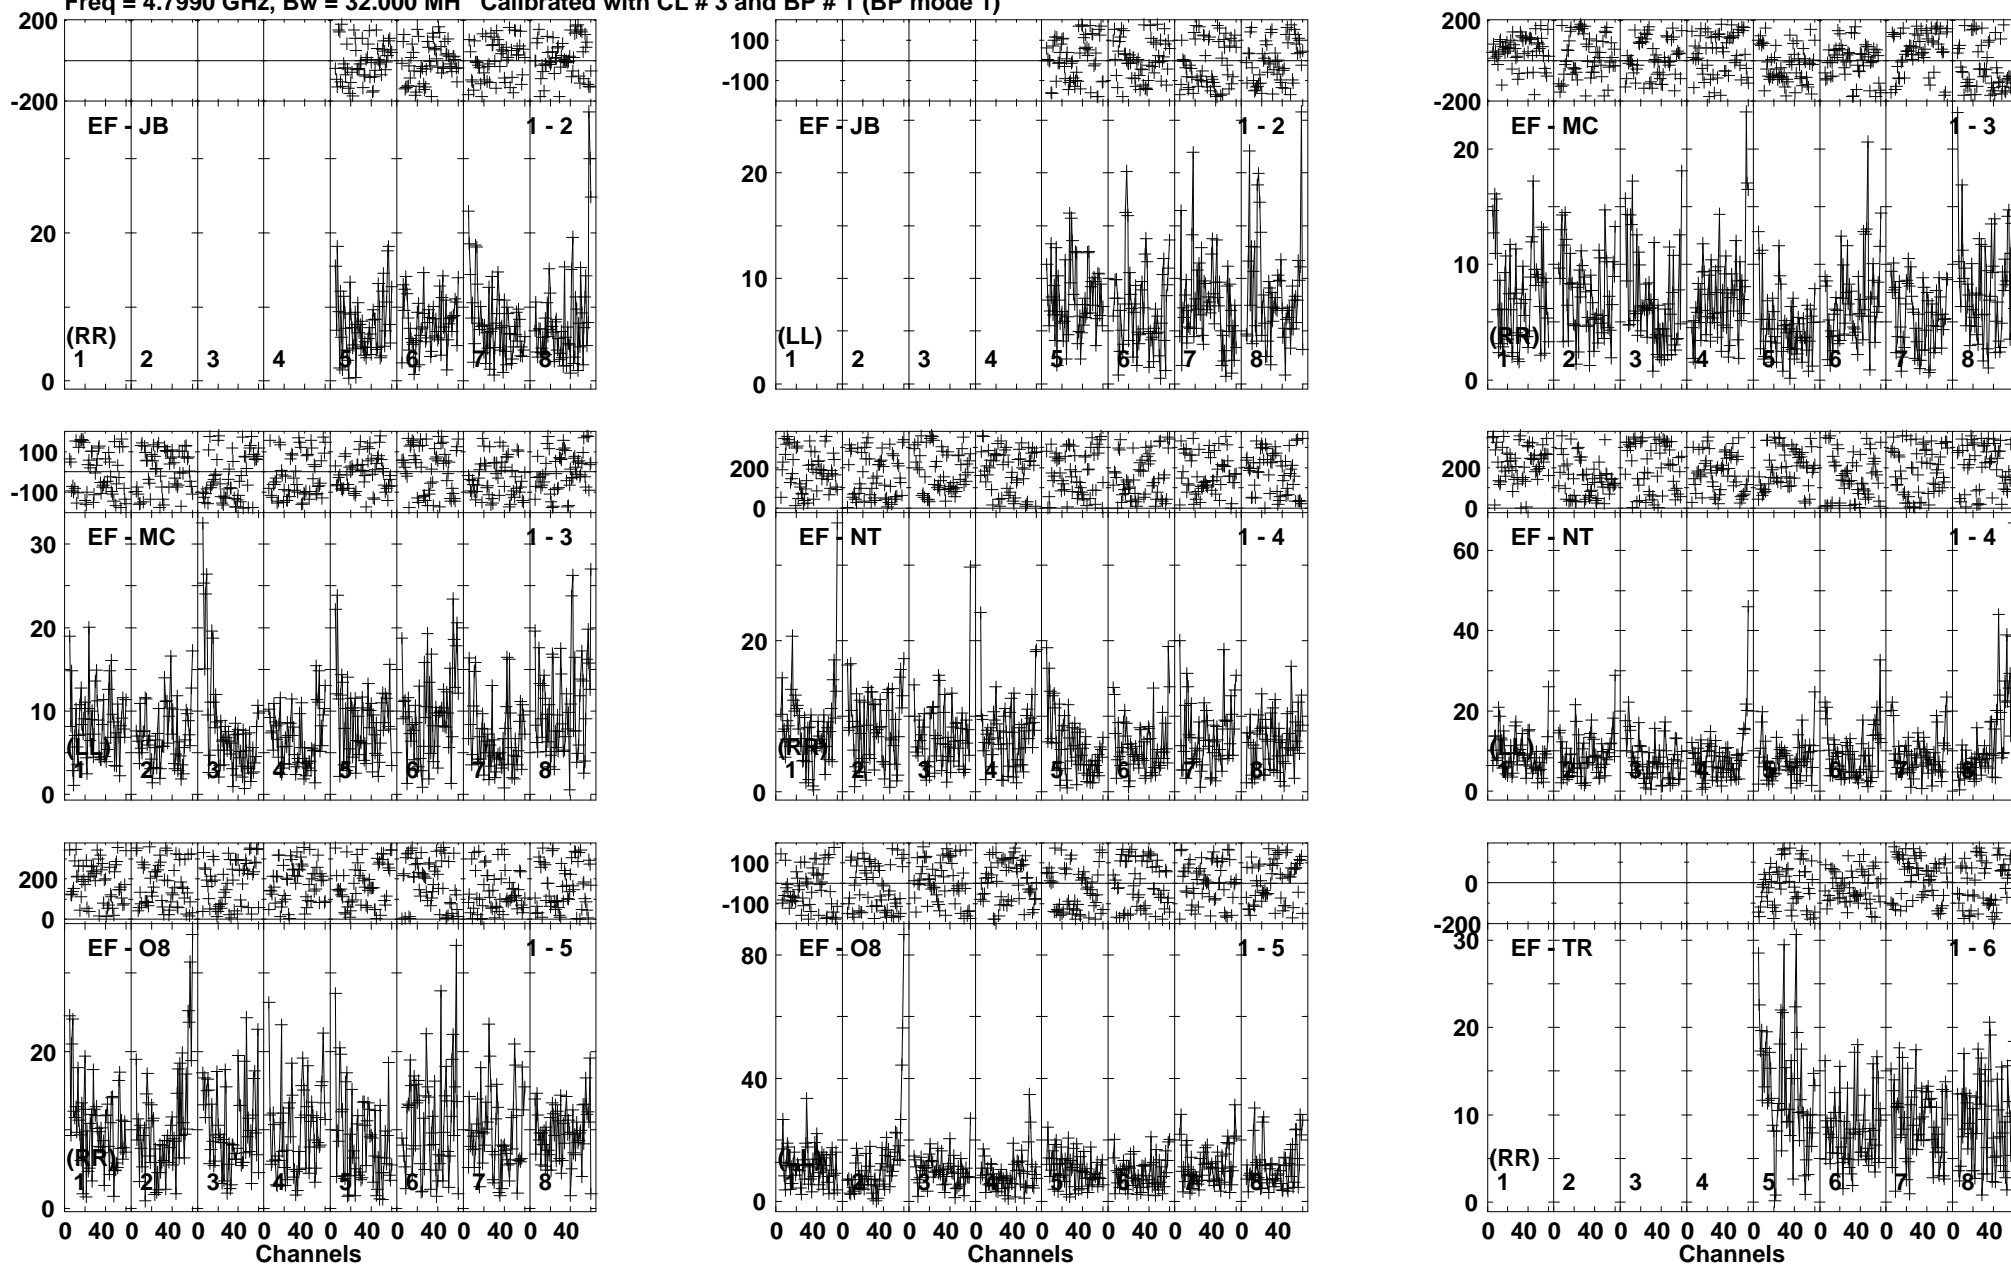 Freq = 4.7990 GHz, Bw = 32.000 MH Calibrated with CL # 3 and BP # 1 (BP mode 1)
200
-200
EF - JB 1 - 2
20
0
(RR)
1 2 3 4 5 6 7 8
100
-100
EF - JB 1 - 2
20
10
0
(LL)
1 2 3 4 5 6 7 8
200
-200
EF - MC 1 - 3
20
10
0
(RR)
1 2 3 4 5 6 7 8
100
-100
EF - MC 1 - 3
30
20
10
0
(LL)
1 2 3 4 5 6 7 8
200
0
EF - NT 1 - 4
20
0
(RR)
1 2 3 4 5 6 7 8
200
0
EF - NT 1 - 4
60
40
20
0
(LL)
1 2 3 4 5 6 7 8
200
0
EF - O8 1 - 5
20
0
(RR)
1 2 3 4 5 6 7 8
0 40 0 40 0 40 0 40 0 40 0 40 0 40 0 40
Channels
100
-100
EF - O8 1 - 5
80
40
0
(LL)
1 2 3 4 5 6 7 8
0 40 0 40 0 40 0 40 0 40 0 40 0 40 0 40
Channels
0
-200
EF - TR 1 - 6
30
20
10
0
(RR)
1 2 3 4 5 6 7 8
0 40 0 40 0 40 0 40 0 40 0 40 0 40 0 40
Channels